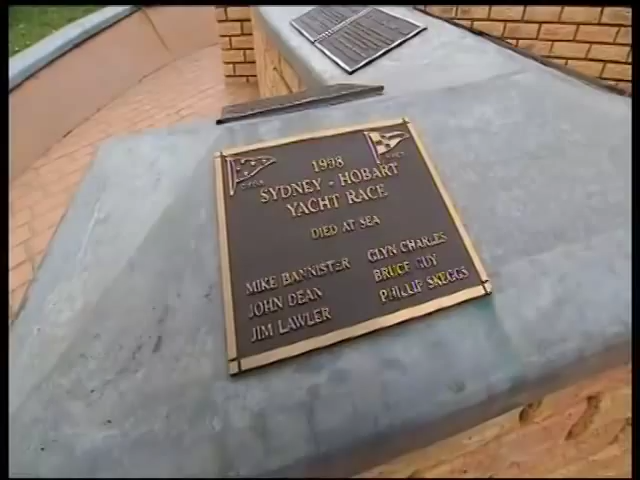 1998
SYDNEY - HOBART
YACHT RACE
DIED AT SEA
MIKE BANNISTER
JOHN DEAN
JIM LAWLER
GLYN CHARLES
BRUCE GUY
PHILLIP SKEGGS